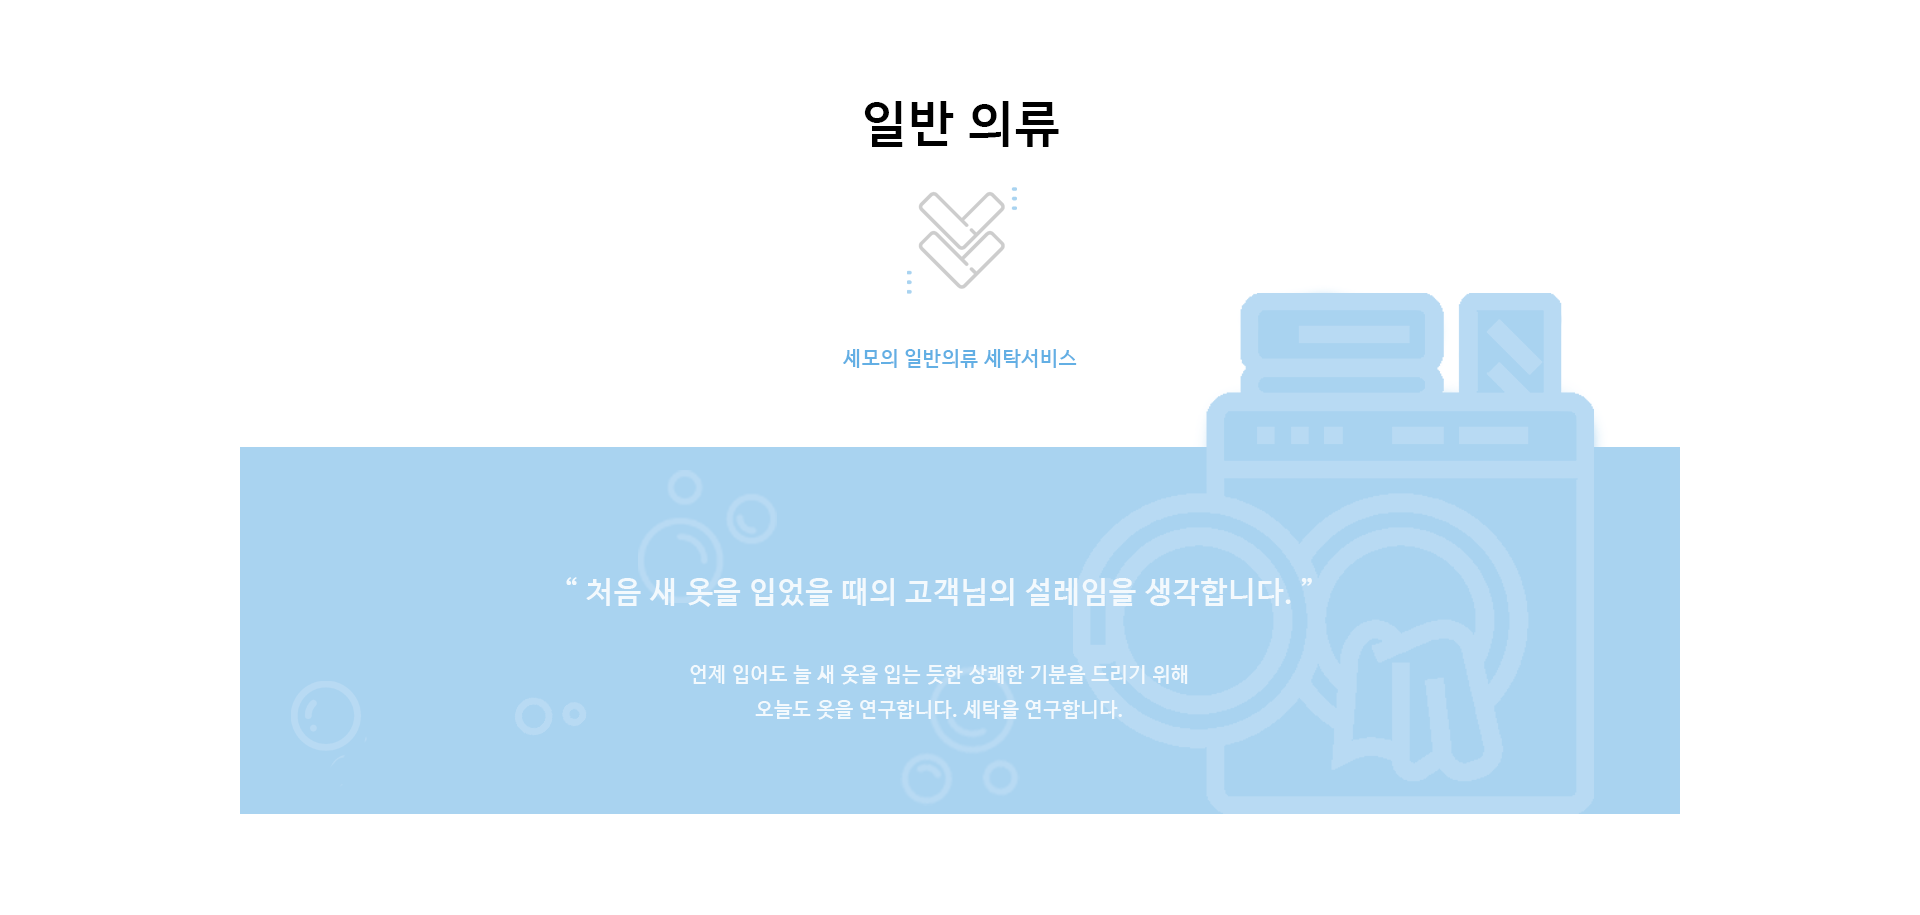 일반 의류
세모의 일반의류 세탁서비스
“ 처음 새 옷을 입었을 때의 고객님의 설레임을 생각합니다. ”
언제 입어도 늘 새 옷을 입는 듯한 상쾌한 기분을 드리기 위해
오늘도 옷을 연구합니다. 세탁을 연구합니다.